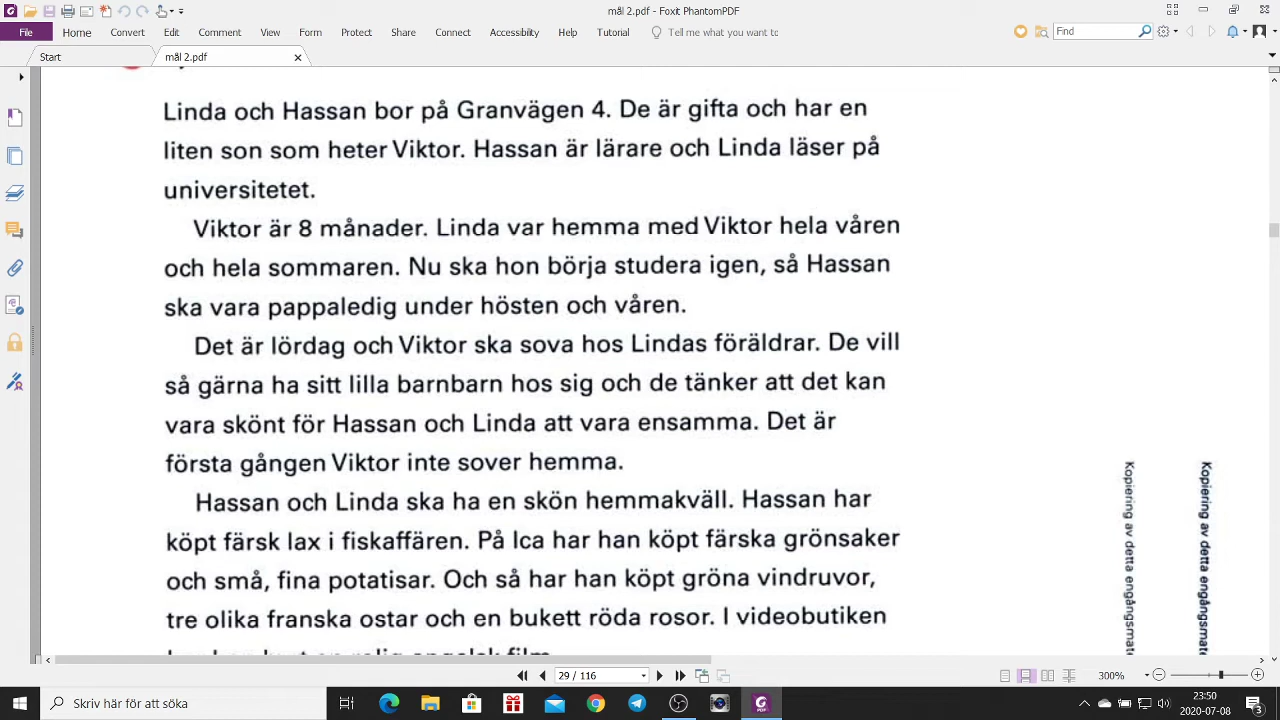 mål 2.pdf - Foxit PhantomPDF
File Home Convert Edit Comment View Form Protect Share Connect Accessibility Help Tutorial Tell me what you want to Find
Start mål 2.pdf
Linda och Hassan bor på Granvägen 4. De är gifta och har en
liten son som heter Viktor. Hassan är lärare och Linda läser på
universitetet.
Viktor är 8 månader. Linda var hemma med Viktor hela våren
och hela sommaren. Nu ska hon börja studera igen, så Hassan
ska vara pappaledig under hösten och våren.
Det är lördag och Viktor ska sova hos Lindas föräldrar. De vill
så gärna ha sitt lilla barnbarn hos sig och de tänker att det kan
vara skönt för Hassan och Linda att vara ensamma. Det är
första gången Viktor inte sover hemma.
Hassan och Linda ska ha en skön hemmakväll. Hassan har
köpt färsk lax i fiskaffären. På Ica har han köpt färska grönsaker
och små, fina potatisar. Och så har han köpt gröna vindruvor,
tre olika franska ostar och en bukett röda rosor. I videobutiken
en rolig engelsk film
Kopiering av detta engångsmate
Kopiering av detta engångsmate
29 / 116
300%
Skriv här för att söka
23:50
2020-07-08
3